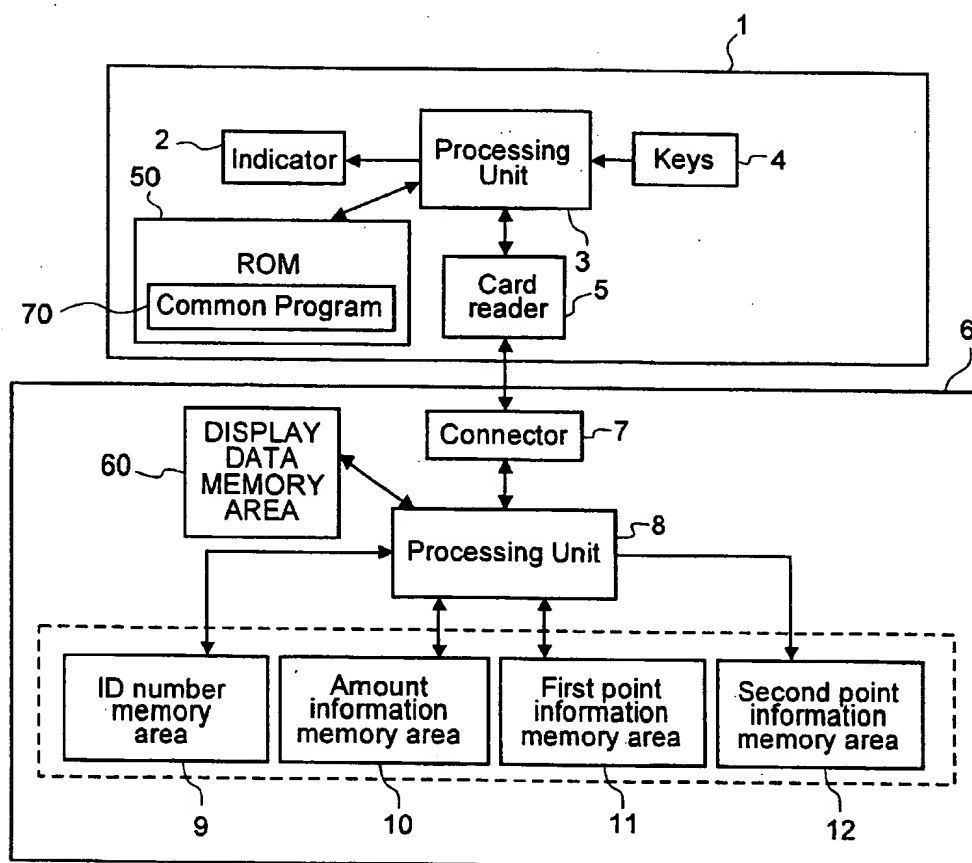 1
2
Indicator
Processing
Unit
Keys
4
50
3
ROM
Card
reader
5
70
Common Program
6
DISPLAY
DATA
MEMORY
AREA
60
Connector
7
8
Processing Unit
ID number
memory
area
Amount
information
memory area
First point
information
memory area
Second point
information
memory area
9
10
11
12